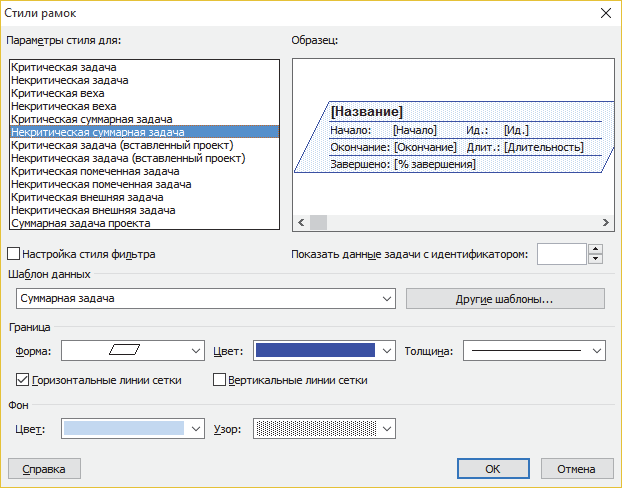 Стили рамок
Параметры стиля для:
Образец:
Критическая задача
Некритическая задача
Критическая веха
Некритическая веха
Критическая суммарная задача
Некритическая суммарная задача
Критическая задача (вставленный проект)
Некритическая задача (вставленный проект)
Критическая помеченная задача
Некритическая помеченная задача
Критическая внешняя задача
Некритическая внешняя задача
Суммарная задача проекта
[Название]
Начало: [Начало] Ид.: [Ид.]
Окончание: [Окончание] Длит.: [Длительность]
Завершено: [% завершения]
Настройка стиля фильтра
Показать данные задачи с идентификатором:
Шаблон данных
Суммарная задача
Другие шаблоны...
Граница
Форма:
Цвет:
Толщина:
Горизонтальные линии сетки
Вертикальные линии сетки
Фон
Цвет:
Узор:
Справка
ОК
Отмена